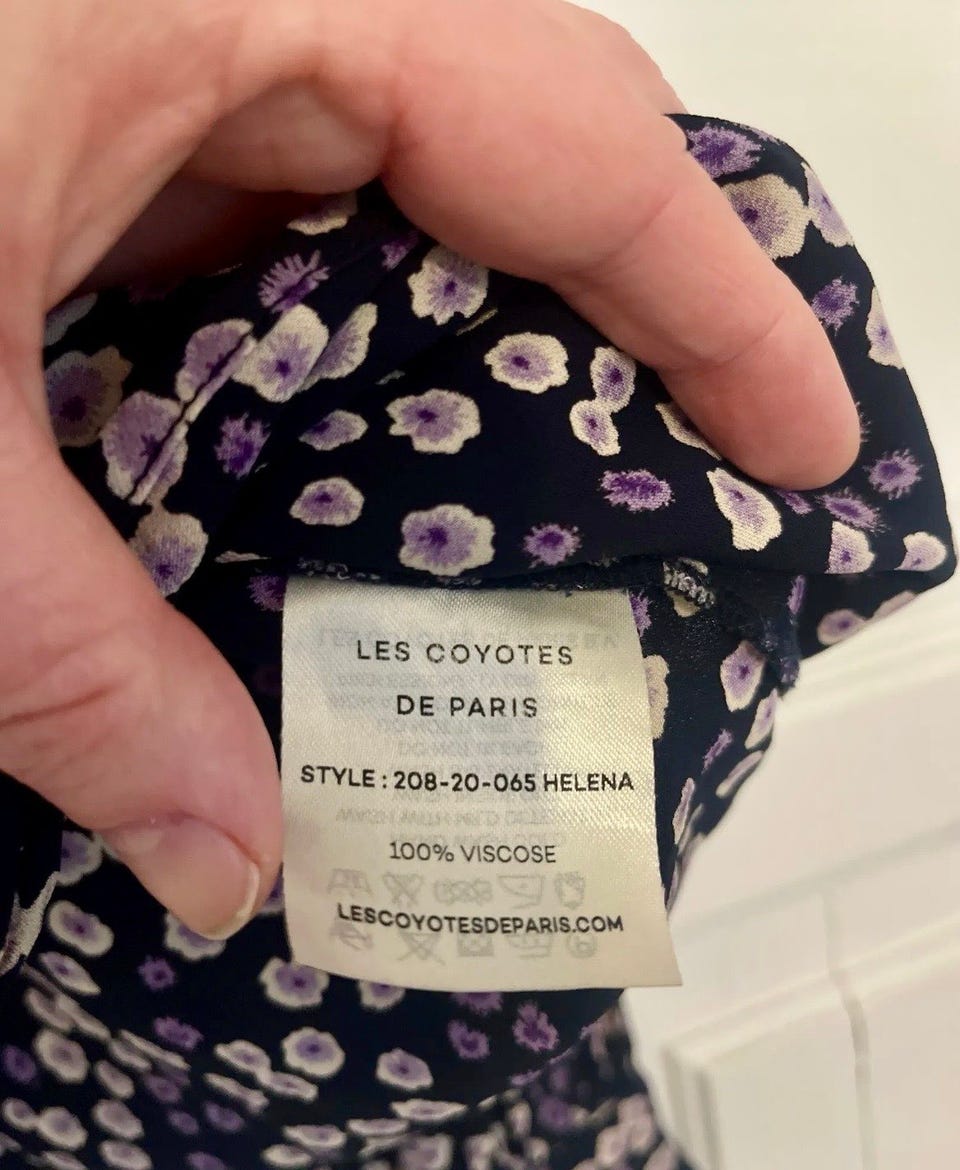 LES COYOTES
DE PARIS
STYLE : 208-20-065 HELENA
100% VISCOSE
LESCOYOTESDEPARIS.COM